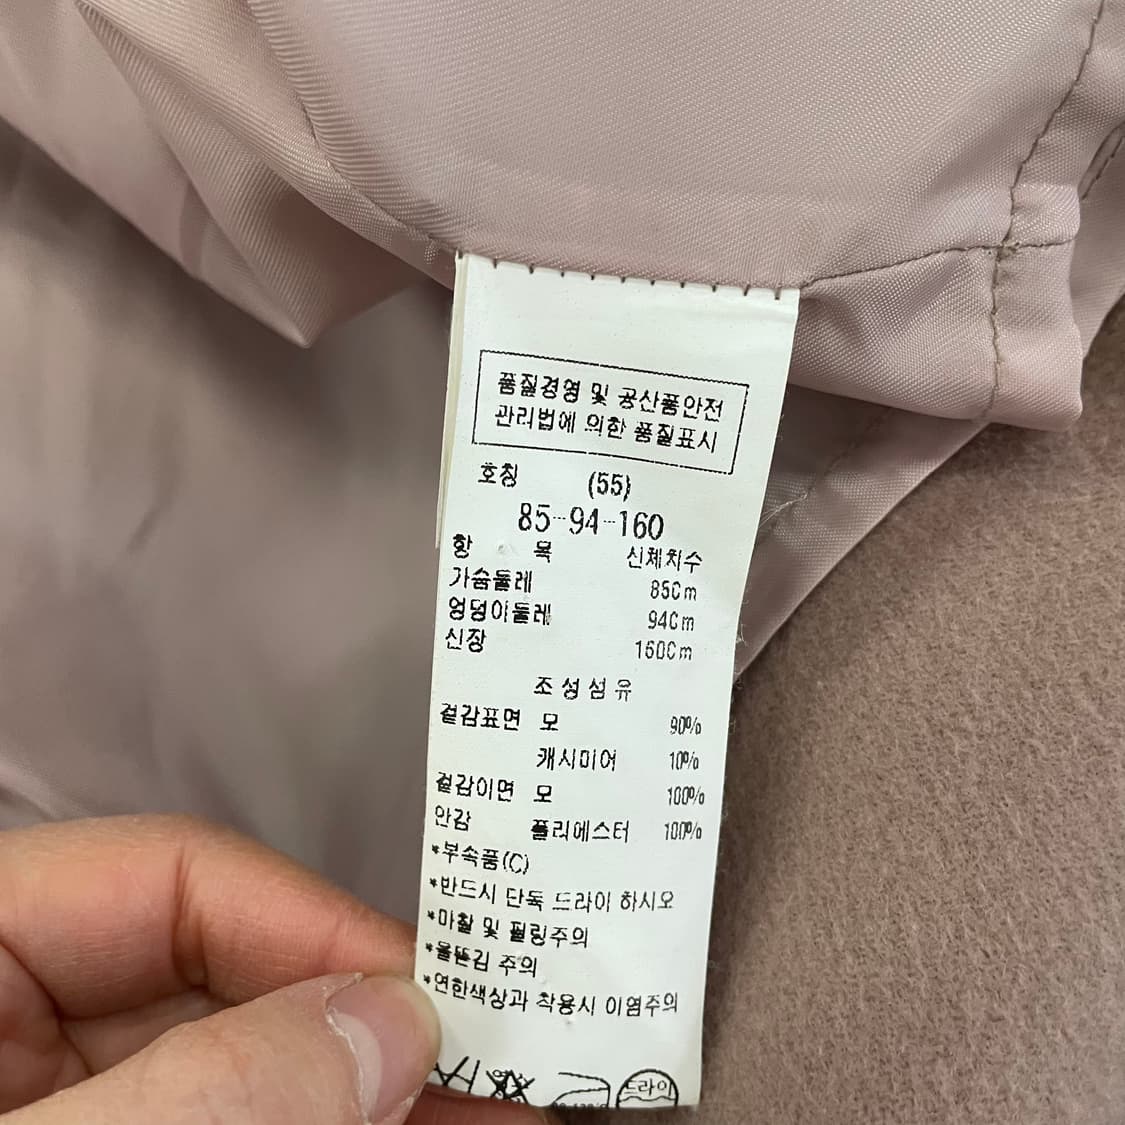 품질경영 및 공산품안전
관리법에 의한 품질표시
호칭 (55)
85-94-160
항 목 신체치수
가슴둘레 85Cm
엉덩이둘레 94Cm
신장 160Cm
조성섬유
겉감표면 모 90%
캐시미어 10%
겉감이면 모 100%
안감 폴리에스터 100%
*부속품(C)
*반드시 단독 드라이 하시오
*마찰 및 필링주의
*올뜯김 주의
*연한색상과 착용시 이염주의
드라이